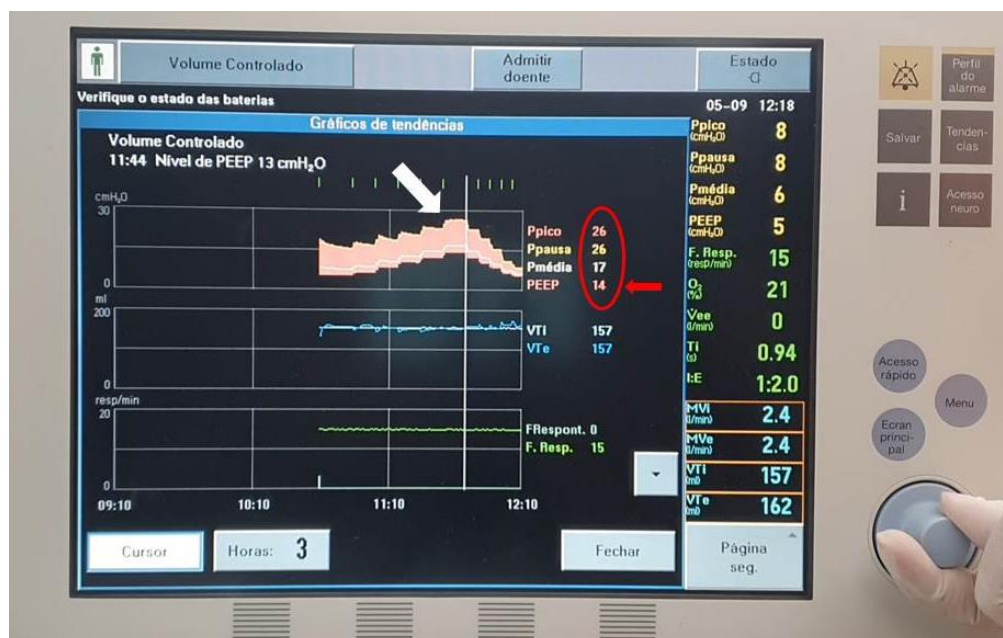 Volume Controlado
Admitir
doente
Estado
Verifique o estado das baterias
05-09 12:18
Gráficos de tendências
Volume Controlado
11:44 Nível de PEEP 13 cmH₂O
cmH₂O
30
0
Ppico 26
Ppausa 26
Pmédia 17
PEEP 14
ml
200
0
VTi 157
VTe 157
resp/min
20
0
FRespont. 0
F. Resp. 15
09:10 10:10 11:10 12:10
Cursor
Horas: 3
Fechar
Ppico
(cmH₂O) 8
Ppausa
(cmH₂O) 8
Pmédia
(cmH₂O) 6
PEEP
(cmH₂O) 5
F. Resp.
(resp/min) 15
O₂
(%) 21
V̇ee
(l/min) 0
Ti
(s) 0.94
I:E 1:2.0
MVi
(l/min) 2.4
MVe
(l/min) 2.4
VTi
(ml) 157
VTe
(ml) 162
Página
seg.
Perfil
do
alarme
Salvar
Tenden-
cias
i
Acesso
neuro
Acesso
rápido
Menu
Ecran
princi-
pal